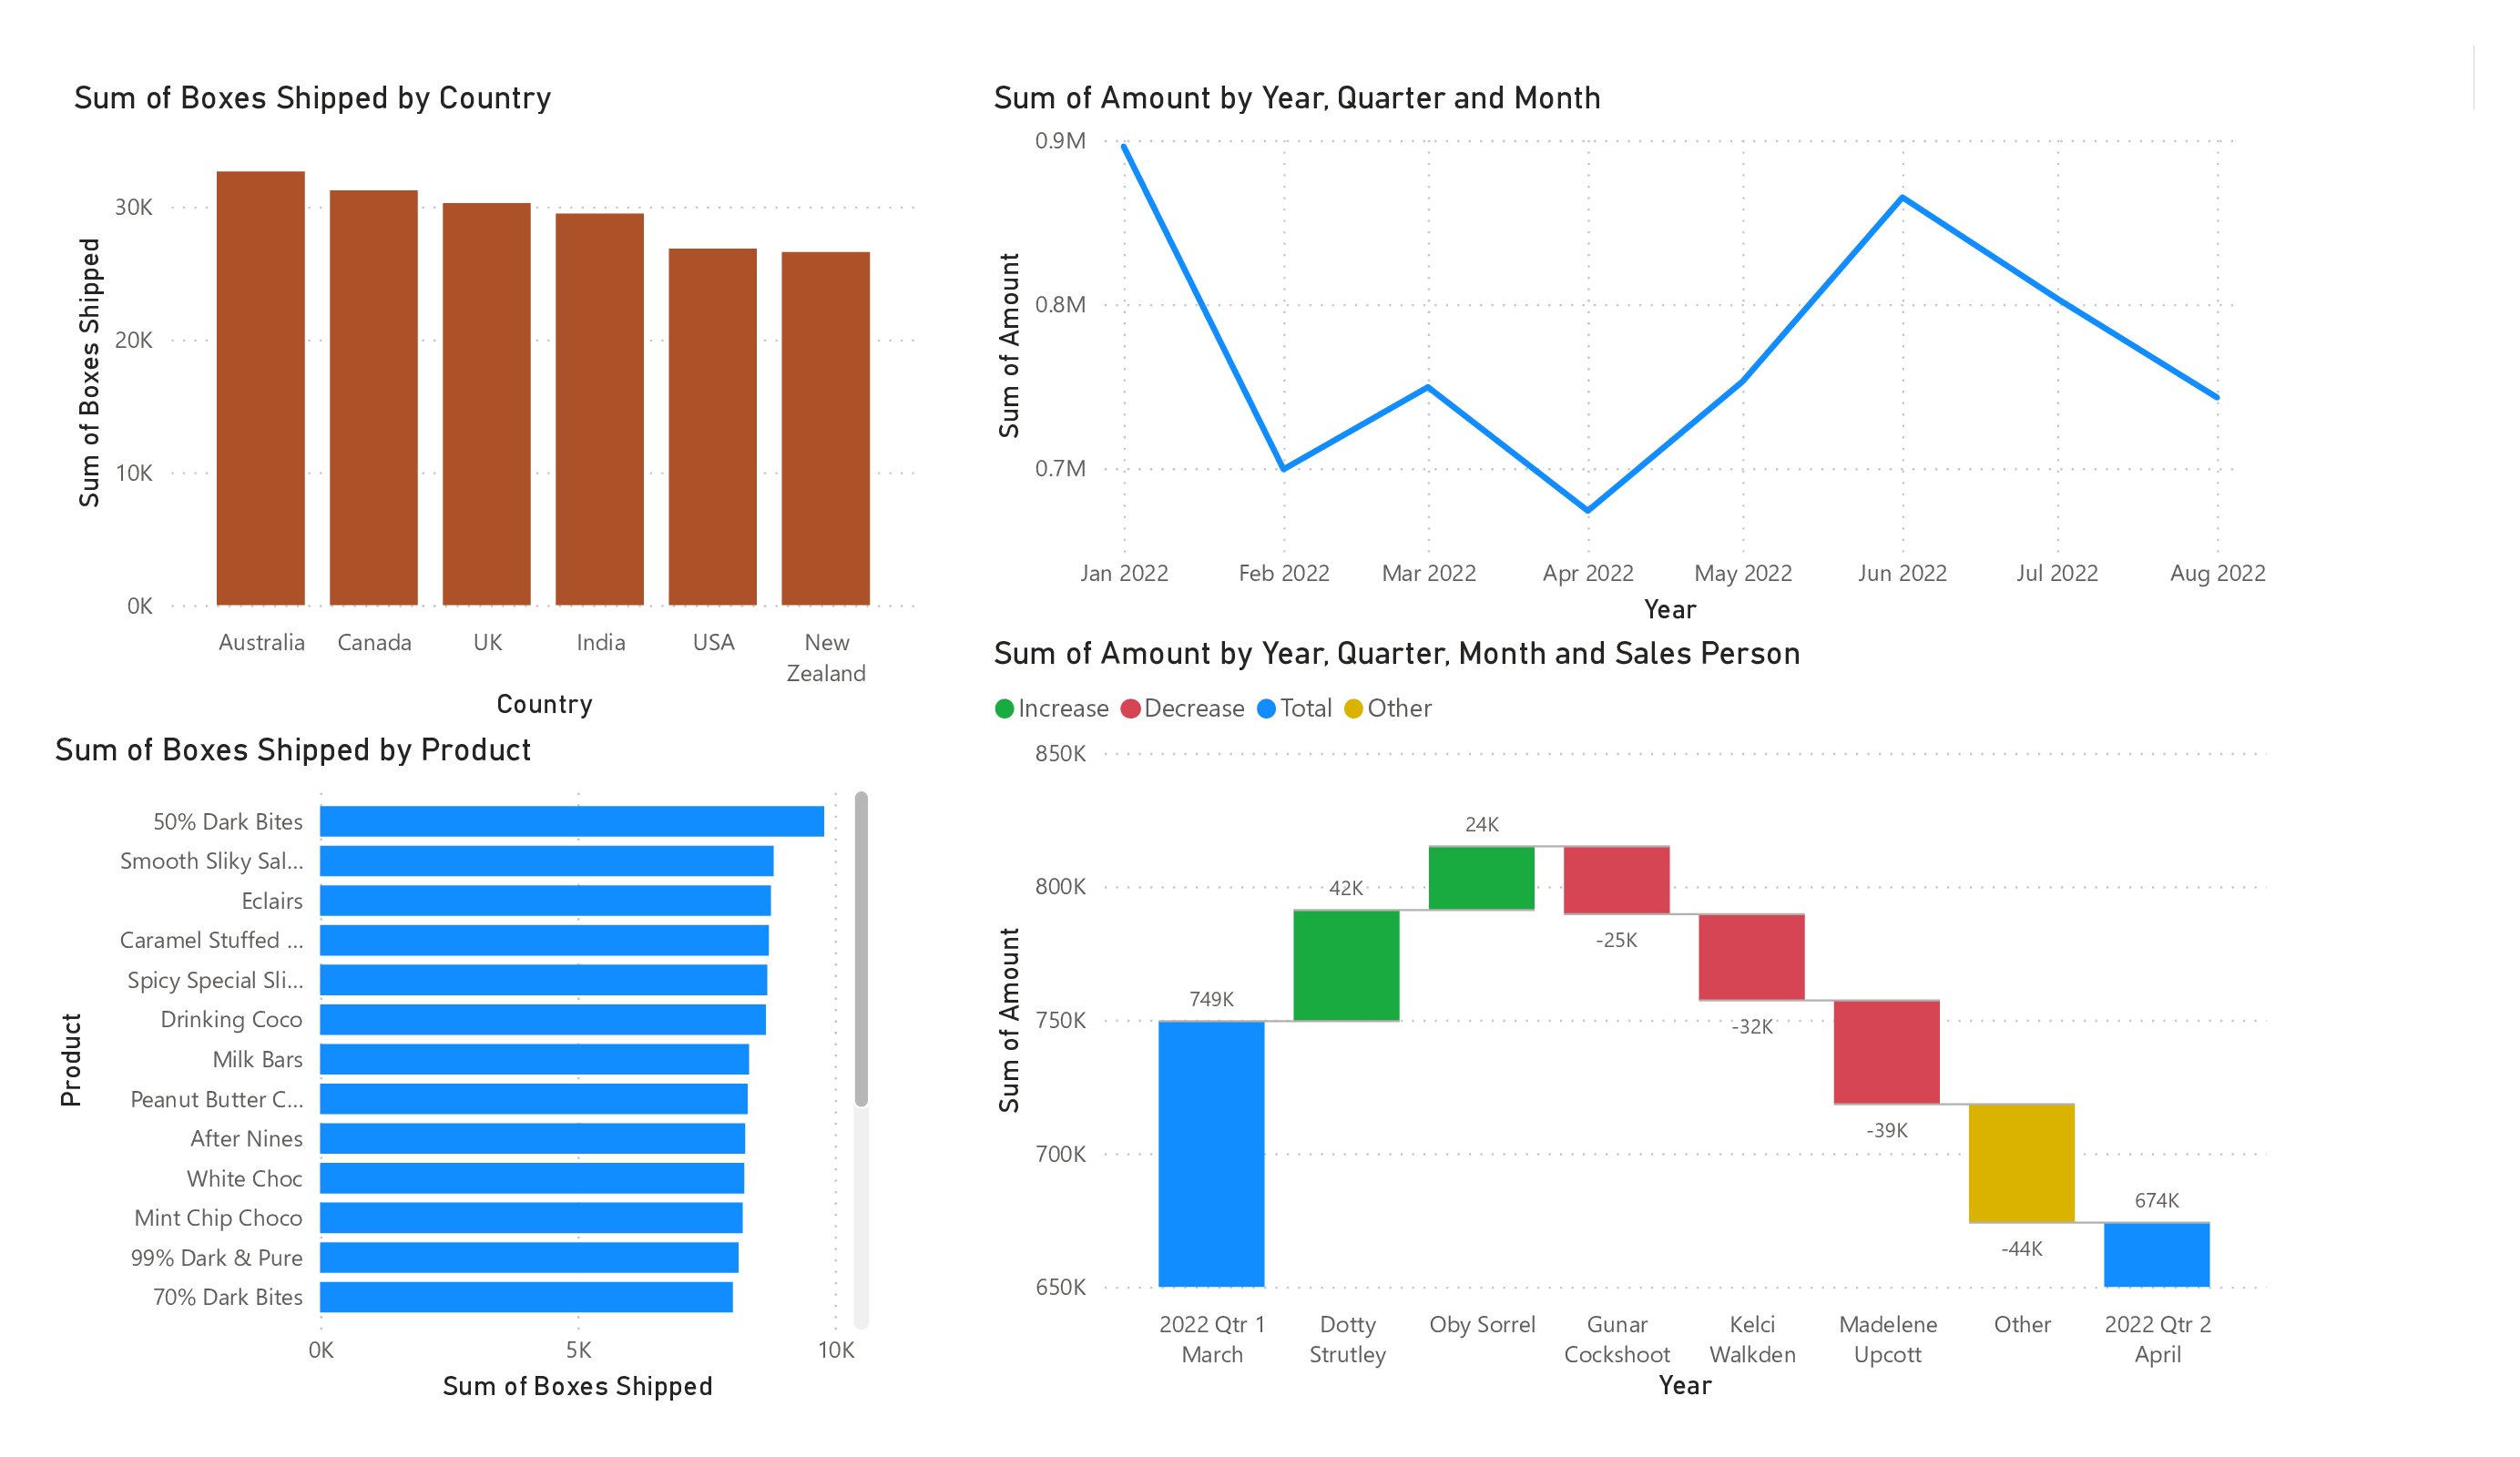 Sum of Boxes Shipped by Country
Sum of Boxes Shipped
30K
20K
10K
0K
Australia
Canada
UK
India
USA
New
Zealand
Country
Sum of Amount by Year, Quarter and Month
Sum of Amount
0.9M
0.8M
0.7M
Jan 2022
Feb 2022
Mar 2022
Apr 2022
May 2022
Jun 2022
Jul 2022
Aug 2022
Year
Sum of Boxes Shipped by Product
Product
50% Dark Bites
Smooth Sliky Sal...
Eclairs
Caramel Stuffed ...
Spicy Special Sli...
Drinking Coco
Milk Bars
Peanut Butter C...
After Nines
White Choc
Mint Chip Choco
99% Dark & Pure
70% Dark Bites
0K
5K
10K
Sum of Boxes Shipped
Sum of Amount by Year, Quarter, Month and Sales Person
Increase
Decrease
Total
Other
Sum of Amount
850K
800K
750K
700K
650K
749K
42K
24K
-25K
-32K
-39K
-44K
674K
2022 Qtr 1
March
Dotty
Strutley
Oby Sorrel
Gunar
Cockshoot
Kelci
Walkden
Madelene
Upcott
Other
2022 Qtr 2
April
Year